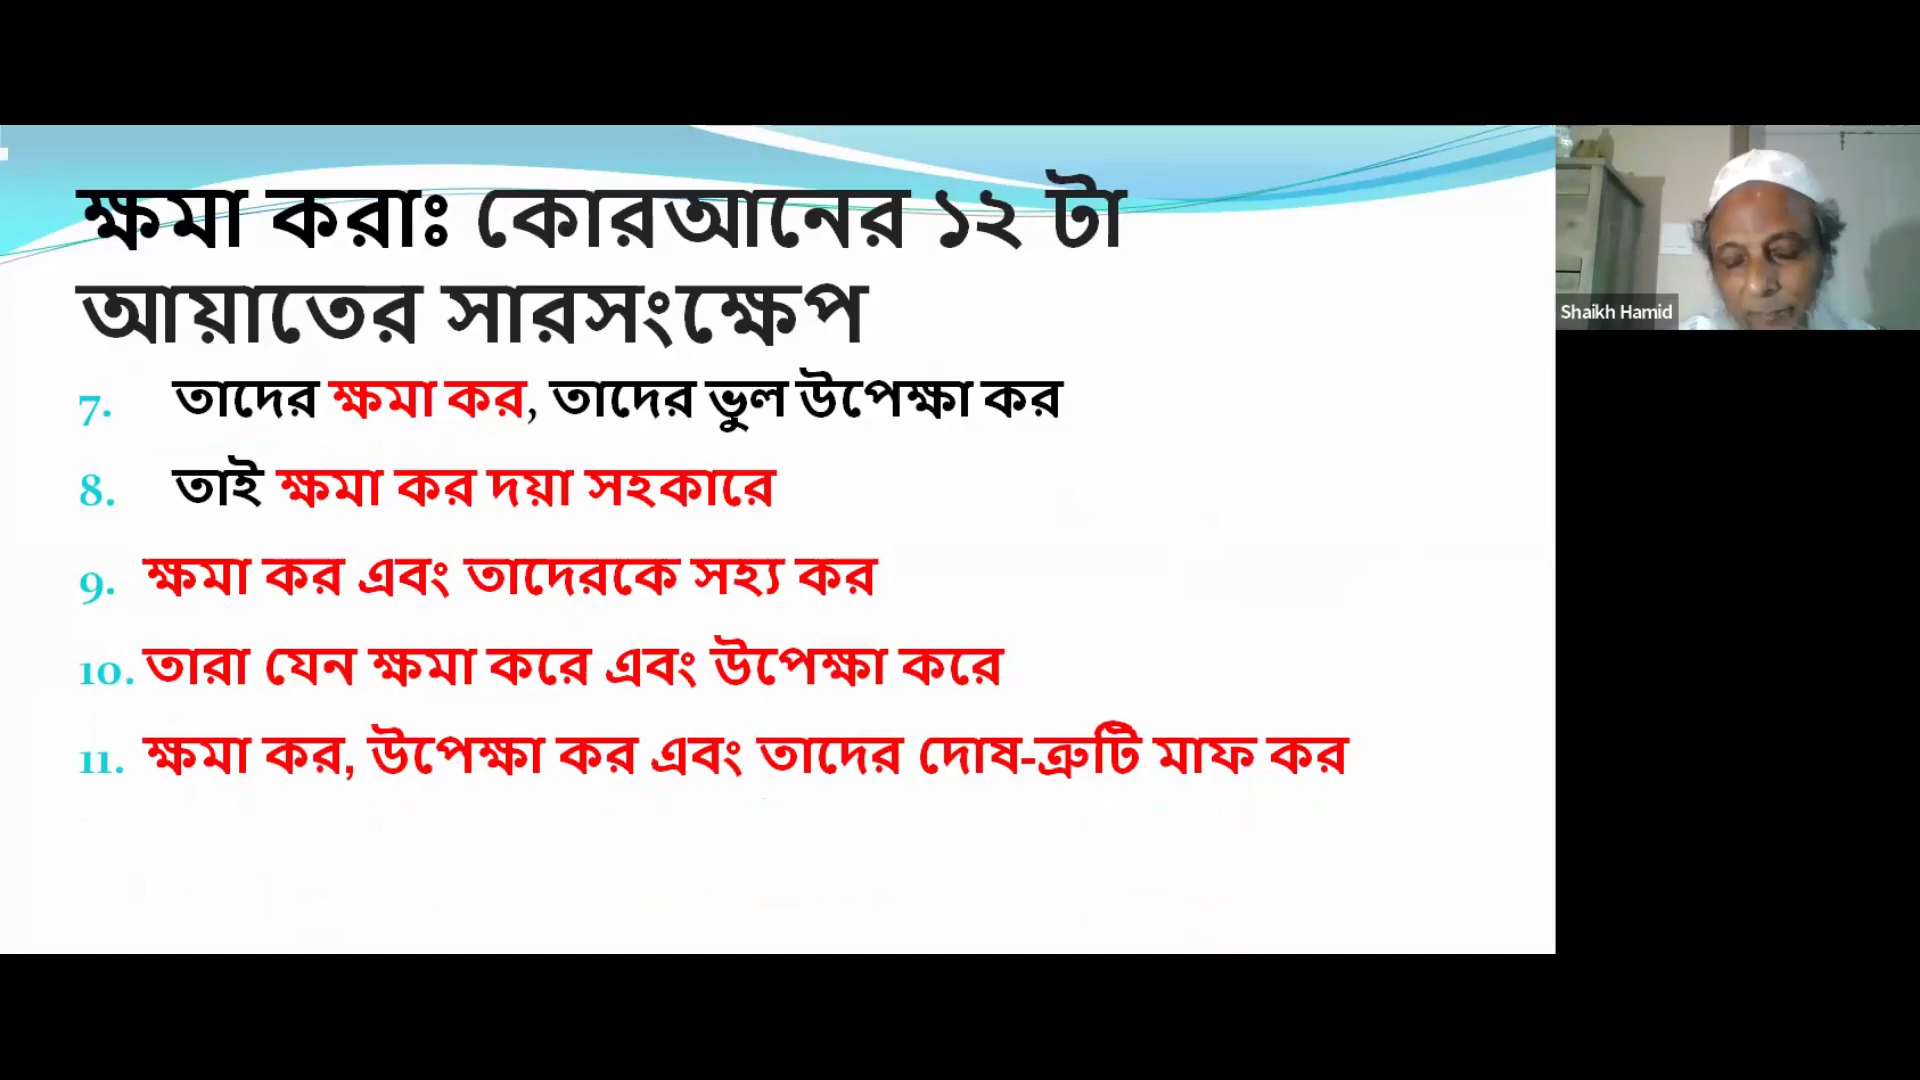 ক্ষমা করাঃ কোরআনের ১২ টা
আয়াতের সারসংক্ষেপ
7. তাদের ক্ষমা কর, তাদের ভুল উপেক্ষা কর
8. তাই ক্ষমা কর দয়া সহকারে
9. ক্ষমা কর এবং তাদেরকে সহ্য কর
10. তারা যেন ক্ষমা করে এবং উপেক্ষা করে
11. ক্ষমা কর, উপেক্ষা কর এবং তাদের দোষ-ত্রুটি মাফ কর
Shaikh Hamid